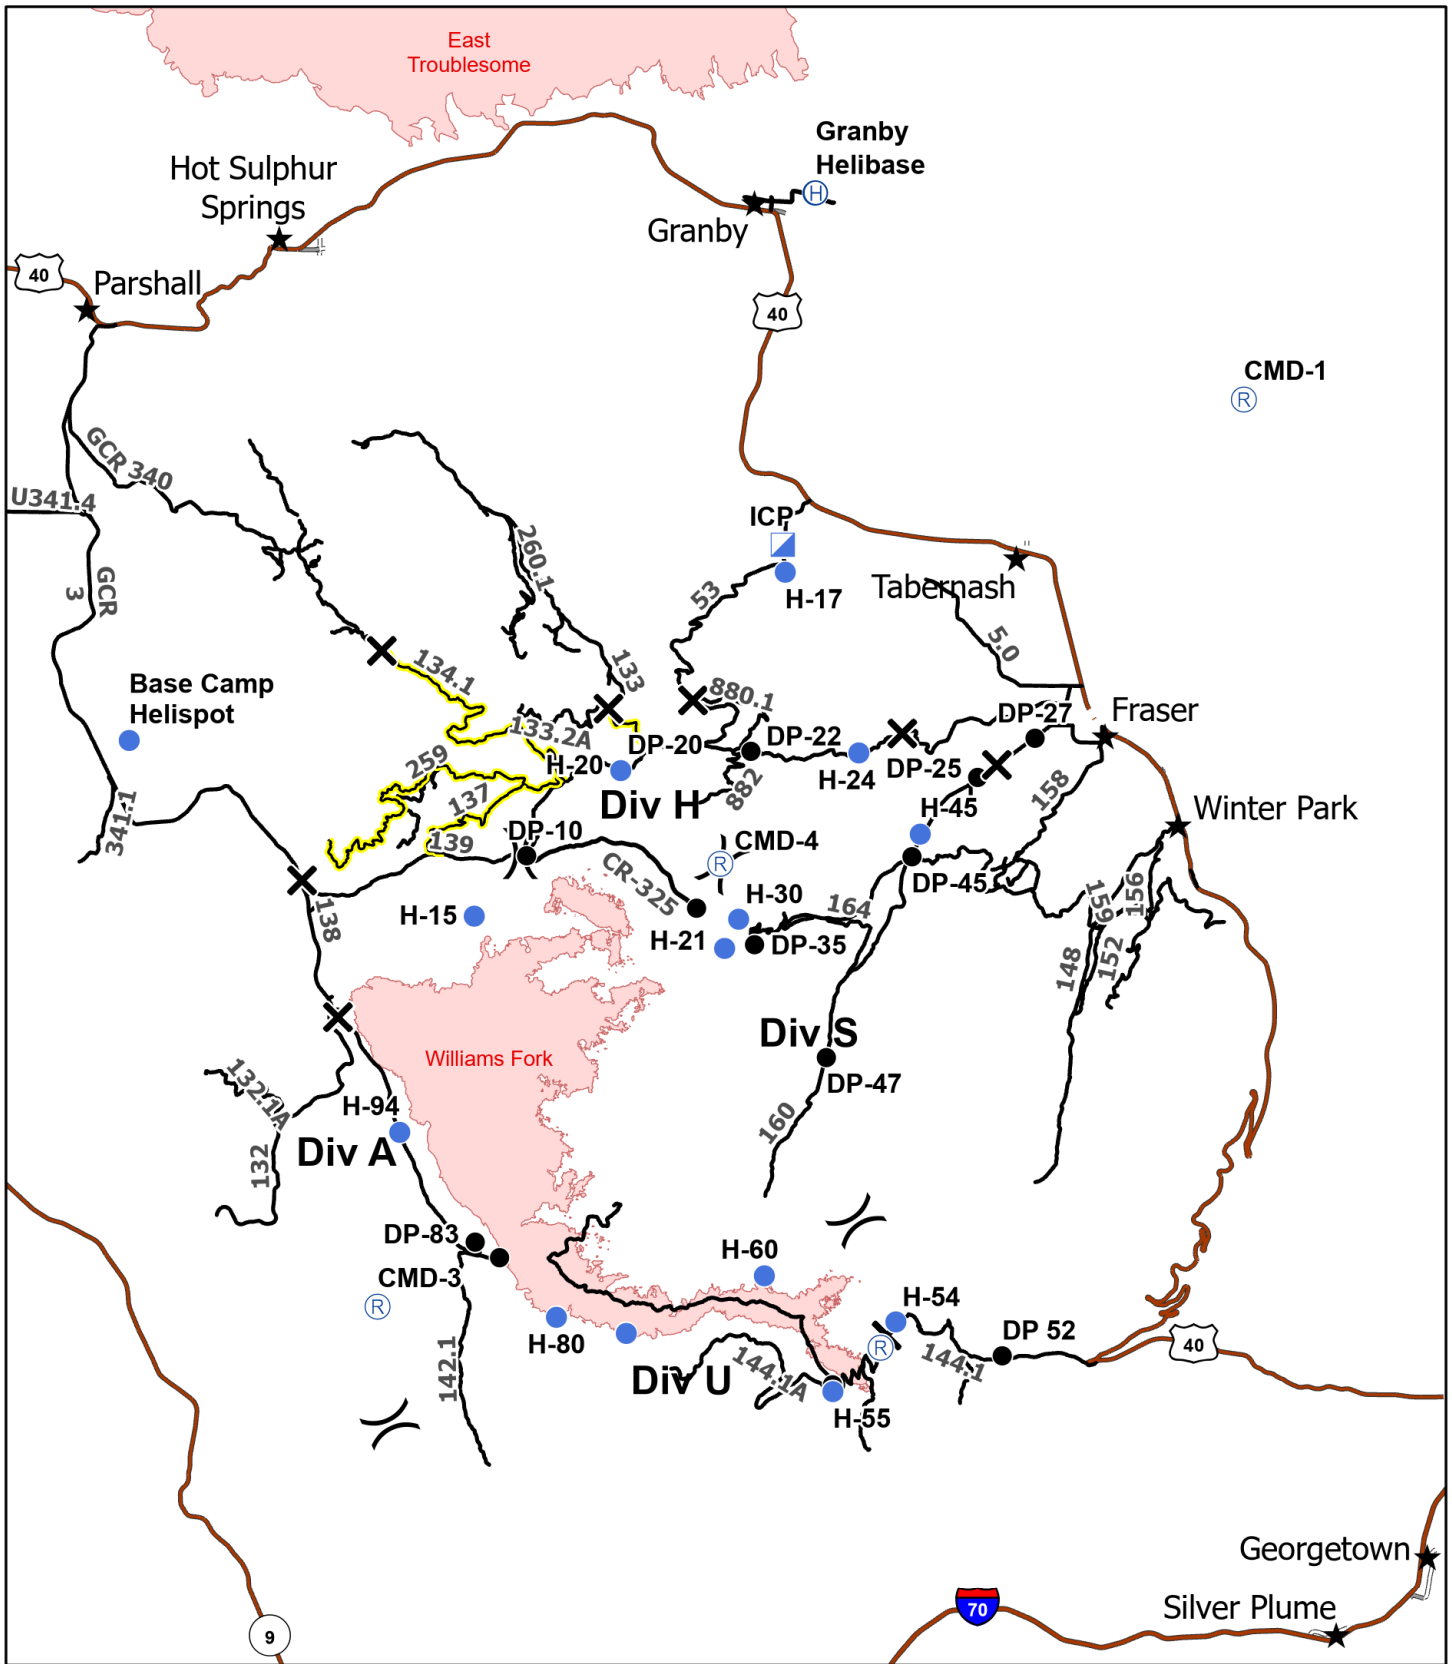 East
Troublesome
Granby
Helibase
H
Hot Sulphur
Springs
Granby
40
Parshall
40
CMD-1
R
GCR 340
U341.4
ICP
260.1
GCR
3
53
H-17
Tabernash
5.0
133
134.1
Base Camp
Helispot
880.1
DP-27
Fraser
133.2A
DP-20
DP-22
259
H-20
H-24
DP-25
882
158
137
Div H
H-45
Winter Park
341.1
139
DP-10
CMD-4
R
CR-325
DP-45
159
156
138
H-15
H-30
164
H-21
DP-35
148
152
Div S
Williams Fork
132.1A
DP-47
H-94
160
Div A
132
DP-83
H-60
CMD-3
R
H-54
DP 52
H-80
R
40
142.1
Div U
144.1A
144.1
H-55
Georgetown
70
Silver Plume
9